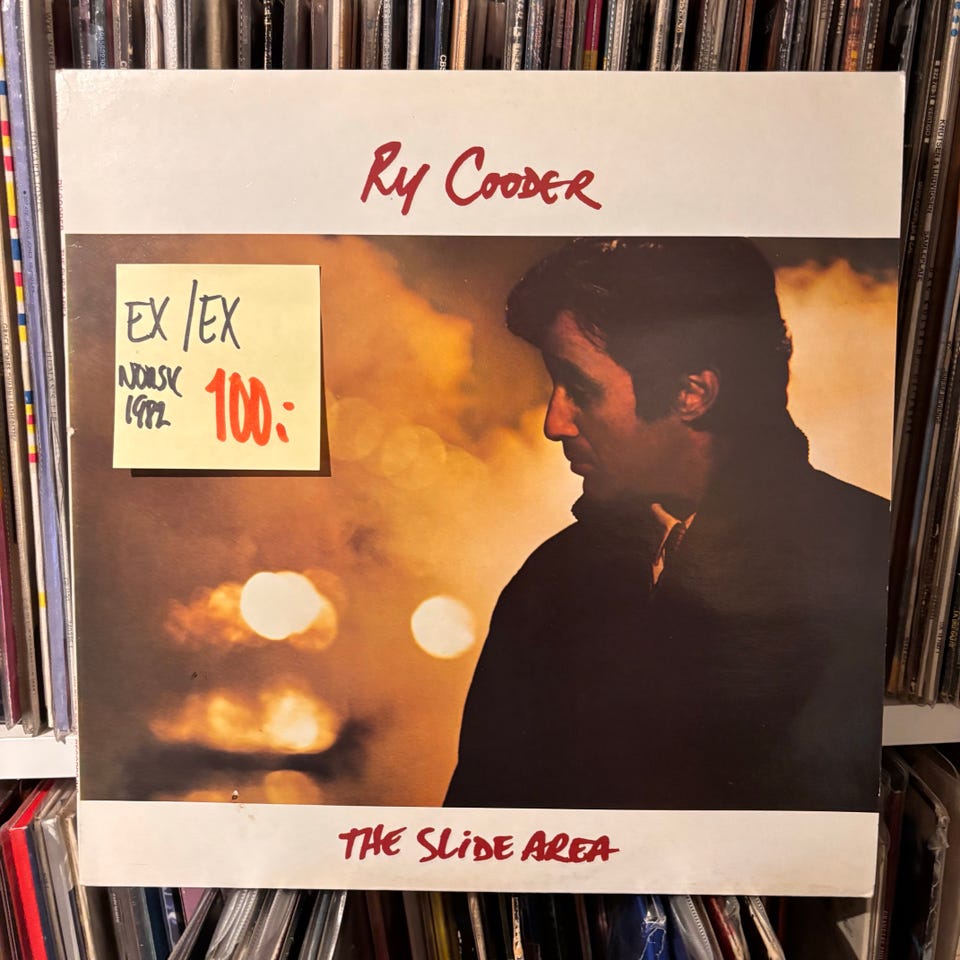 Ry Cooder
EX / EX
NORSK
1982
100:
THE SLIDE AREA